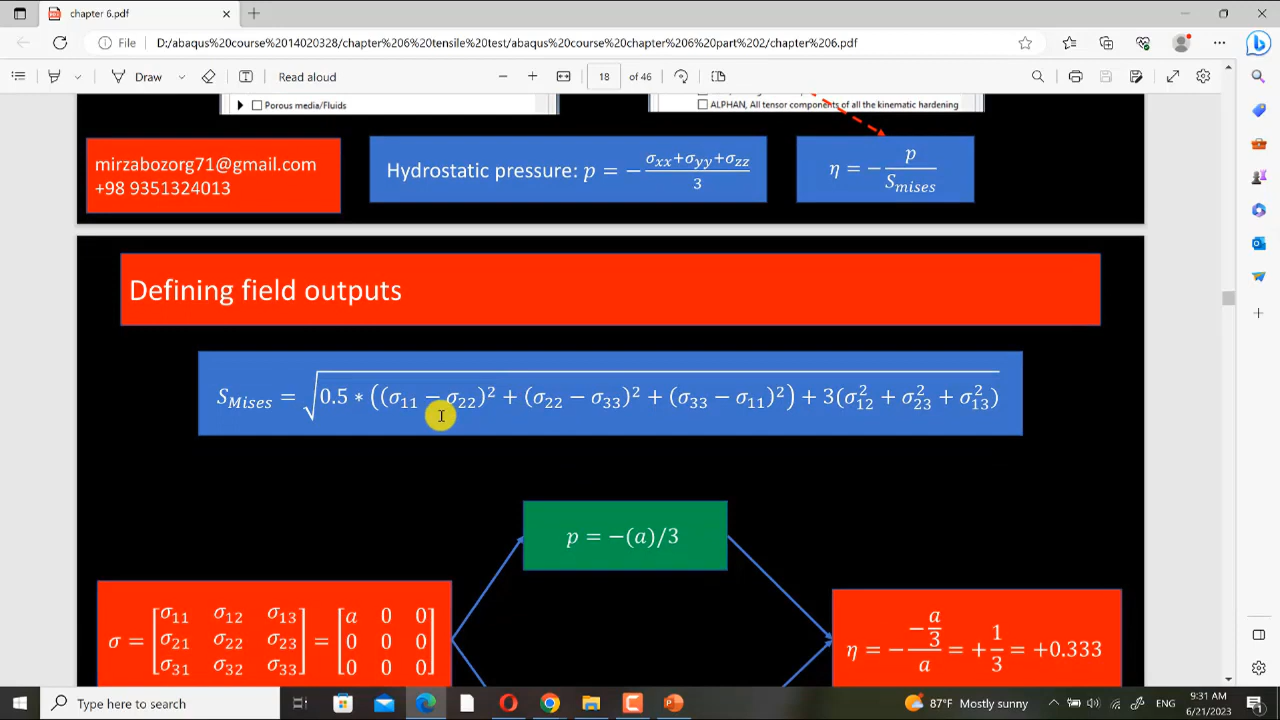 chapter 6.pdf
File
D:/abaqus%20course%2014020328/chapter%206%20tensile%20test/abaqus%20course%20chapter%206%20part%202/chapter%206.pdf
Draw
Read aloud
18 of 46
Porous media/Fluids
ALPHAN, All tensor components of all the kinematic hardening
mirzabozorg71@gmail.com
+98 9351324013
Hydrostatic pressure: p = −(σxx+σyy+σzz)/3
η = − p/Smises
Defining field outputs
S_Mises = √(0.5 ∗ ((σ11 − σ22)² + (σ22 − σ33)² + (σ33 − σ11)²) + 3(σ12² + σ23² + σ13²))
p = −(a)/3
σ = [σ11 σ12 σ13
σ21 σ22 σ23
σ31 σ32 σ33] = [a 0 0
0 0 0
0 0 0]
η = − (−a/3)/a = + 1/3 = +0.333
Type here to search
87°F Mostly sunny
ENG
9:31 AM
6/21/2023
1